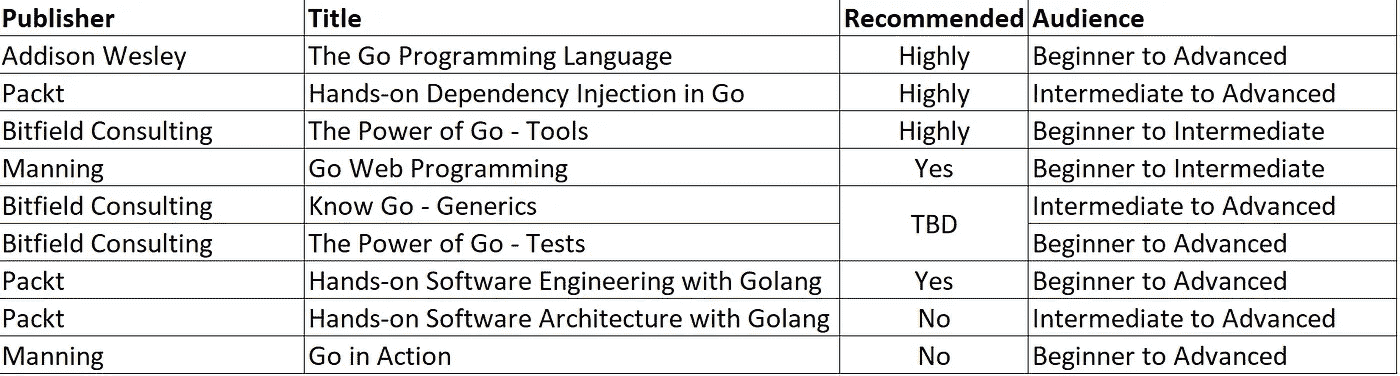 Publisher Title Recommended Audience
Addison Wesley The Go Programming Language Highly Beginner to Advanced
Packt Hands-on Dependency Injection in Go Highly Intermediate to Advanced
Bitfield Consulting The Power of Go - Tools Highly Beginner to Intermediate
Manning Go Web Programming Yes Beginner to Intermediate
Bitfield Consulting Know Go - Generics TBD Intermediate to Advanced
Bitfield Consulting The Power of Go - Tests Beginner to Advanced
Packt Hands-on Software Engineering with Golang Yes Beginner to Advanced
Packt Hands-on Software Architecture with Golang No Intermediate to Advanced
Manning Go in Action No Beginner to Advanced